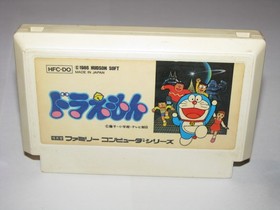 HFC-DO
©1986 HUDSON SOFT
MADE IN JAPAN
ドラえもん
ファミリー コンピュータ・シリーズ